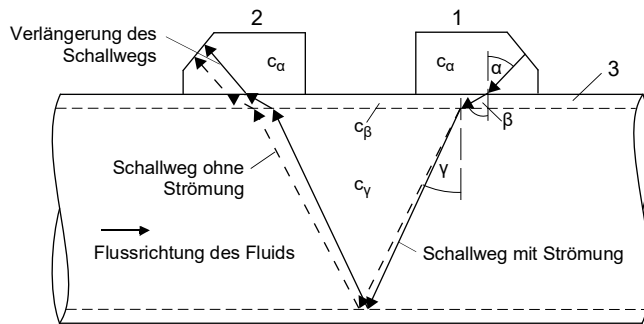 2
1
Verlängerung des
Schallwegs
cα
cα
α
3
cβ
β
Schallweg ohne
Strömung
cγ
γ
Flussrichtung des Fluids
Schallweg mit Strömung